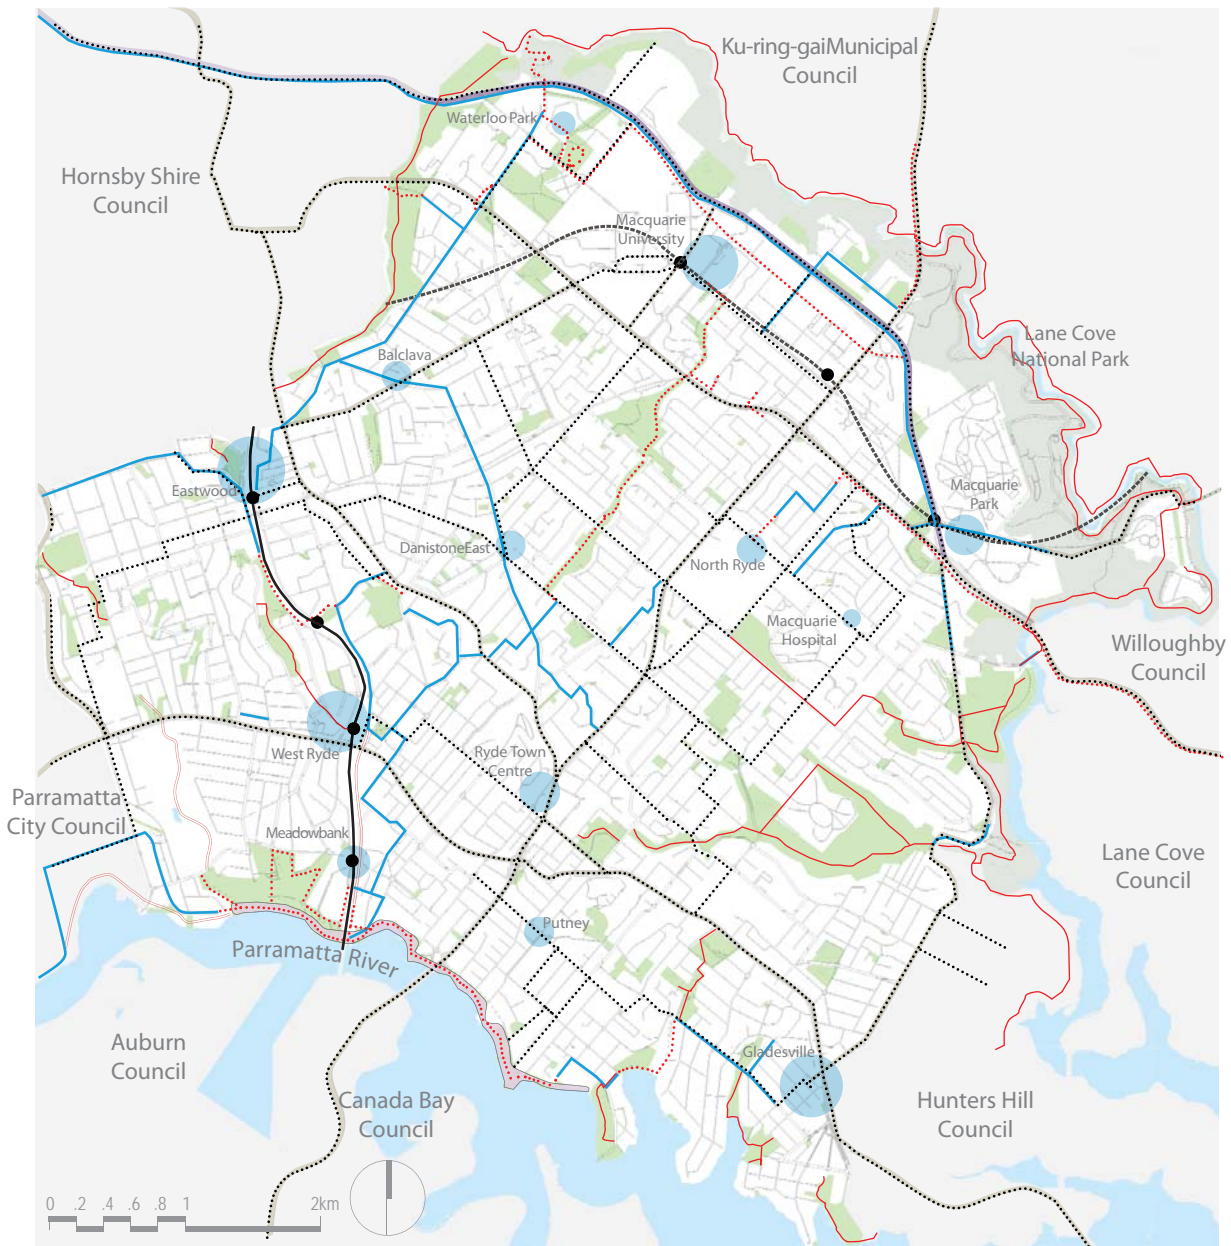 Ku-ring-gaiMunicipal
Council
Waterloo Park
Hornsby Shire
Council
Macquarie
University
Lane Cove
National Park
Balclava
Eastwood
Macquarie
Park
DanistoneEast
North Ryde
Macquarie
Hospital
Willoughby
Council
West Ryde
Ryde Town
Centre
Parramatta
City Council
Meadowbank
Lane Cove
Council
Putney
Parramatta River
Auburn
Council
Gladesville
Canada Bay
Council
Hunters Hill
Council
0 .2 .4 .6 .8 1 2km